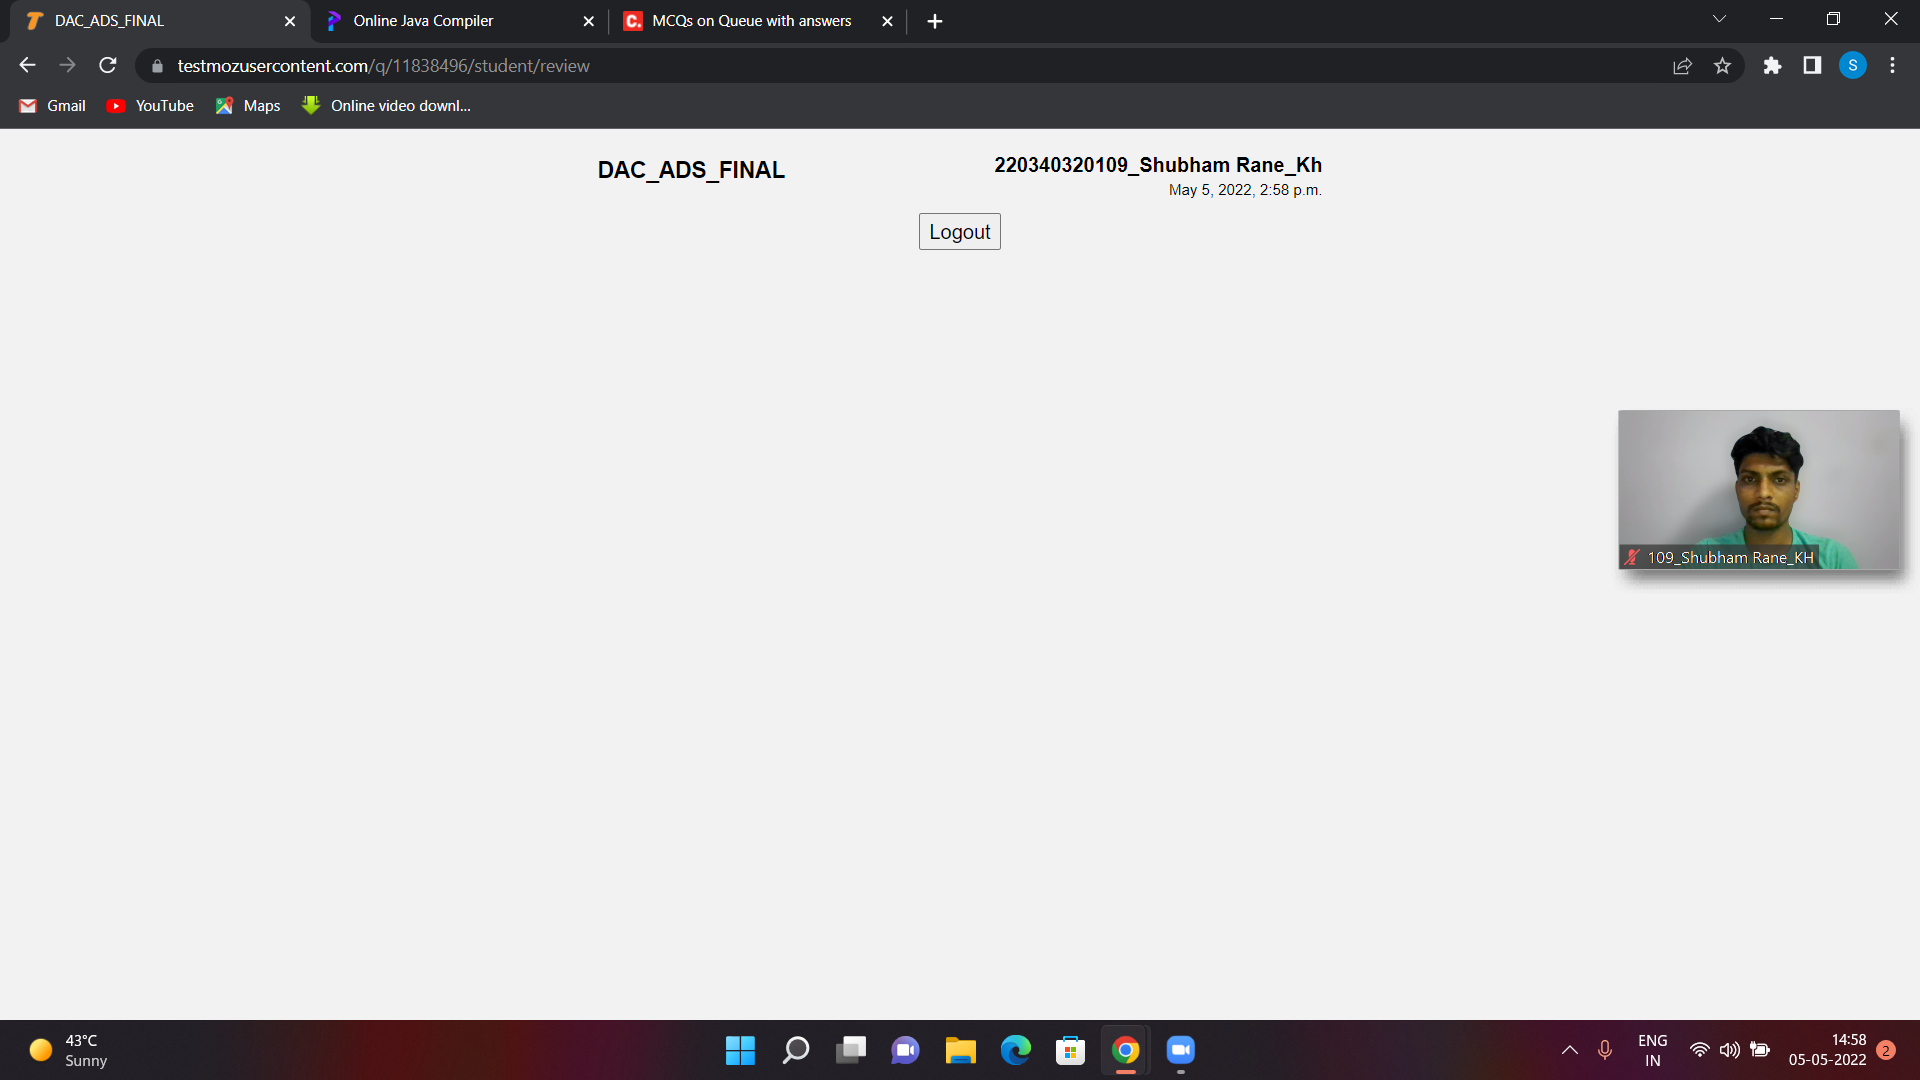 DAC_ADS_FINAL
Online Java Compiler
C.
MCQs on Queue with answers
testmozusercontent.com/q/11838496/student/review
S
Gmail
YouTube
Maps
Online video downl...
DAC_ADS_FINAL
220340320109_Shubham Rane_Kh
May 5, 2022, 2:58 p.m.
Logout
109_Shubham Rane_KH
43°C
Sunny
ENG
IN
14:58
05-05-2022
2